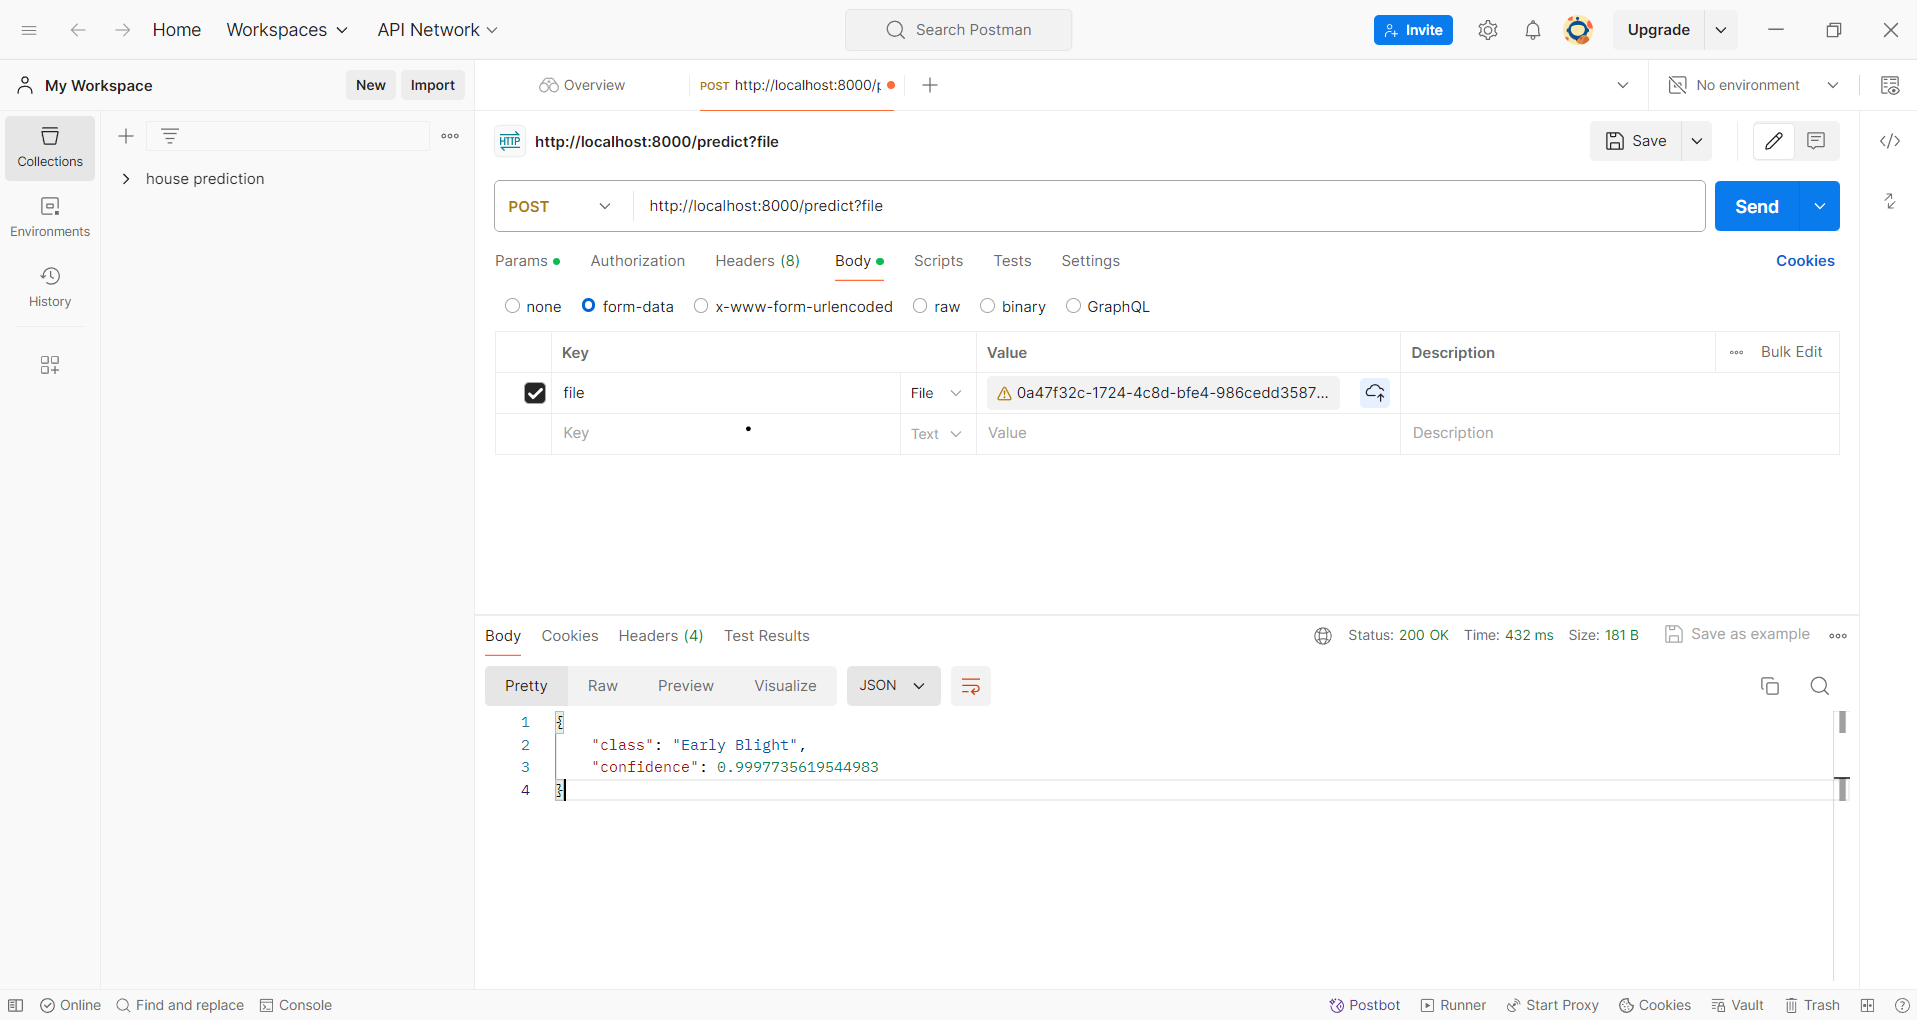 Home Workspaces API Network Search Postman Invite Upgrade
My Workspace New Import Overview POST http://localhost:8000/p No environment
HTTP http://localhost:8000/predict?file Save
Collections
house prediction
Environments
History
POST http://localhost:8000/predict?file Send
Params Authorization Headers (8) Body Scripts Tests Settings Cookies
none form-data x-www-form-urlencoded raw binary GraphQL
Key Value Description Bulk Edit
file File 0a47f32c-1724-4c8d-bfe4-986cedd3587...
Key Text Value Description
Body Cookies Headers (4) Test Results Status: 200 OK Time: 432 ms Size: 181 B Save as example
Pretty Raw Preview Visualize JSON
1 {
2 "class": "Early Blight",
3 "confidence": 0.9997735619544983
4 }
Online Find and replace Console Postbot Runner Start Proxy Cookies Vault Trash